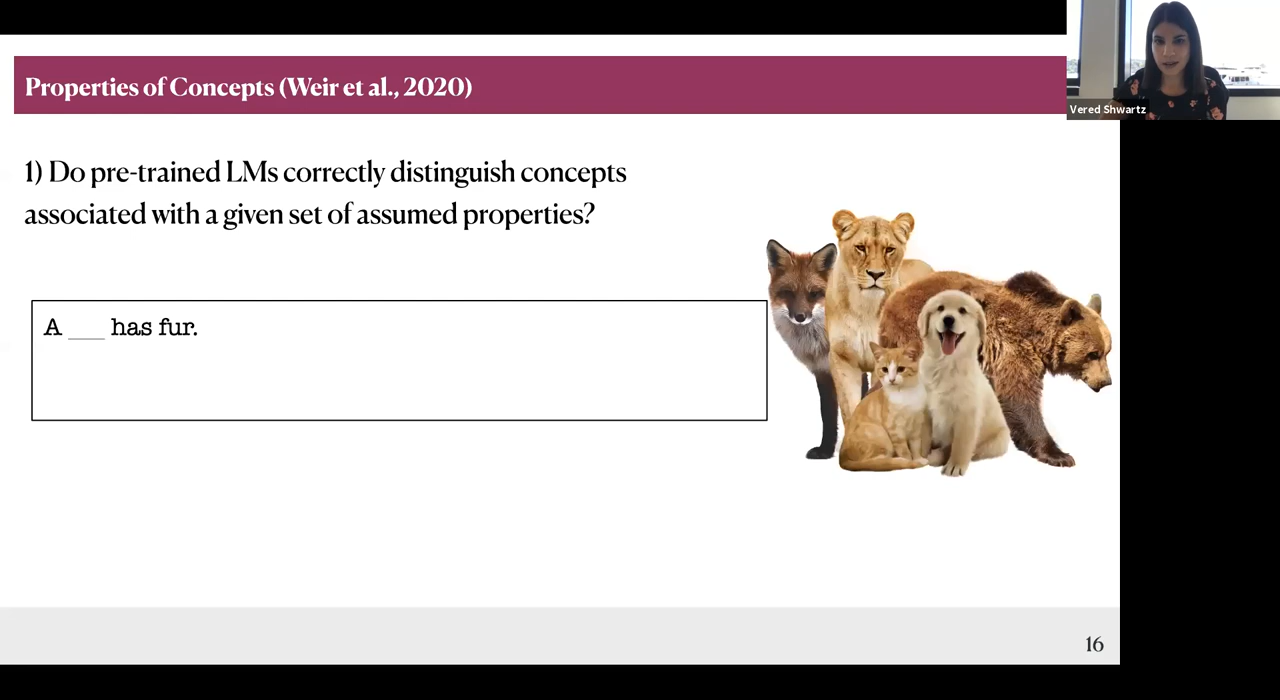 Properties of Concepts (Weir et al., 2020)
Vered Shwartz
1) Do pre-trained LMs correctly distinguish concepts
associated with a given set of assumed properties?
A ___ has fur.
16